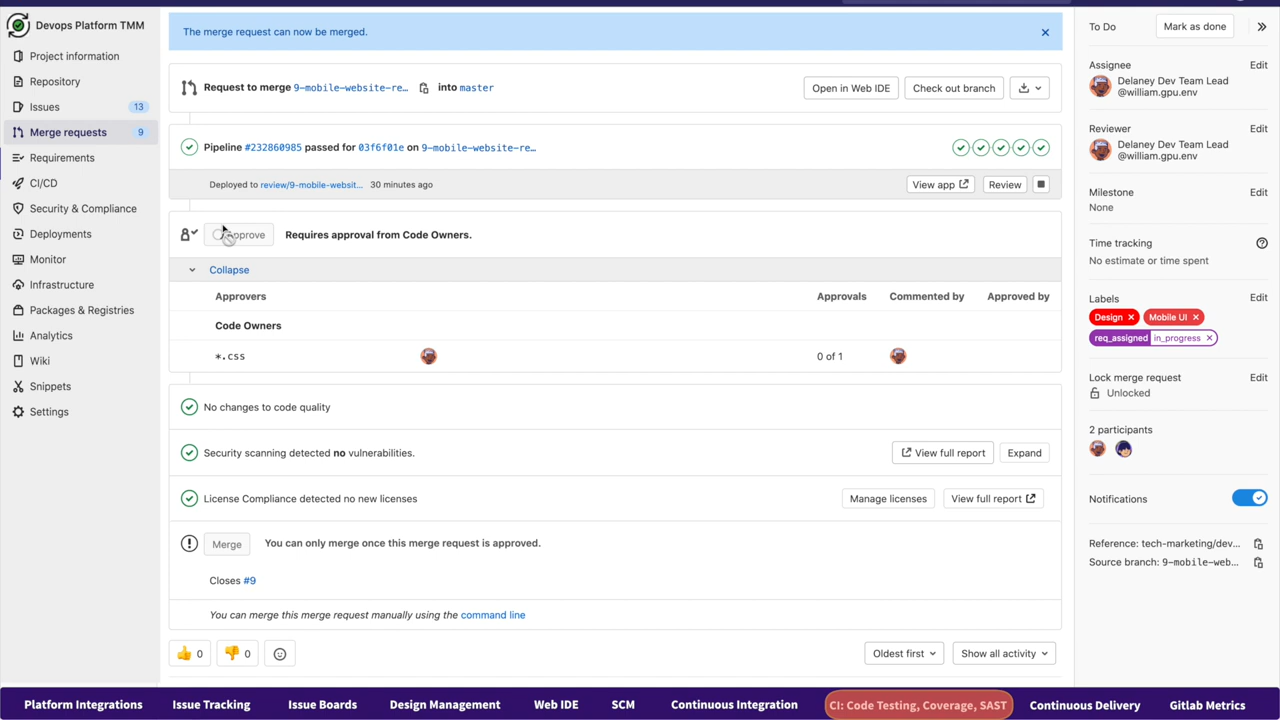 Devops Platform TMM
Project information
Repository
Issues 13
Merge requests 9
Requirements
CI/CD
Security & Compliance
Deployments
Monitor
Infrastructure
Packages & Registries
Analytics
Wiki
Snippets
Settings
The merge request can now be merged.
Request to merge 9-mobile-website-re… into master
Open in Web IDE Check out branch
Pipeline #232860985 passed for 03f6f01e on 9-mobile-website-re…
Deployed to review/9-mobile-websit… 30 minutes ago
View app Review
Approve Requires approval from Code Owners.
Collapse
Approvers Approvals Commented by Approved by
Code Owners
*.css 0 of 1
No changes to code quality
Security scanning detected no vulnerabilities. View full report Expand
License Compliance detected no new licenses Manage licenses View full report
Merge You can only merge once this merge request is approved.
Closes #9
You can merge this merge request manually using the command line
0 0
Oldest first Show all activity
To Do Mark as done
Assignee Edit
Delaney Dev Team Lead
@william.gpu.env
Reviewer Edit
Delaney Dev Team Lead
@william.gpu.env
Milestone Edit
None
Time tracking
No estimate or time spent
Labels Edit
Design Mobile UI
req_assigned in_progress
Lock merge request Edit
Unlocked
2 participants
Notifications
Reference: tech-marketing/dev...
Source branch: 9-mobile-web...
Platform Integrations Issue Tracking Issue Boards Design Management Web IDE SCM Continuous Integration CI: Code Testing, Coverage, SAST Continuous Delivery Gitlab Metrics